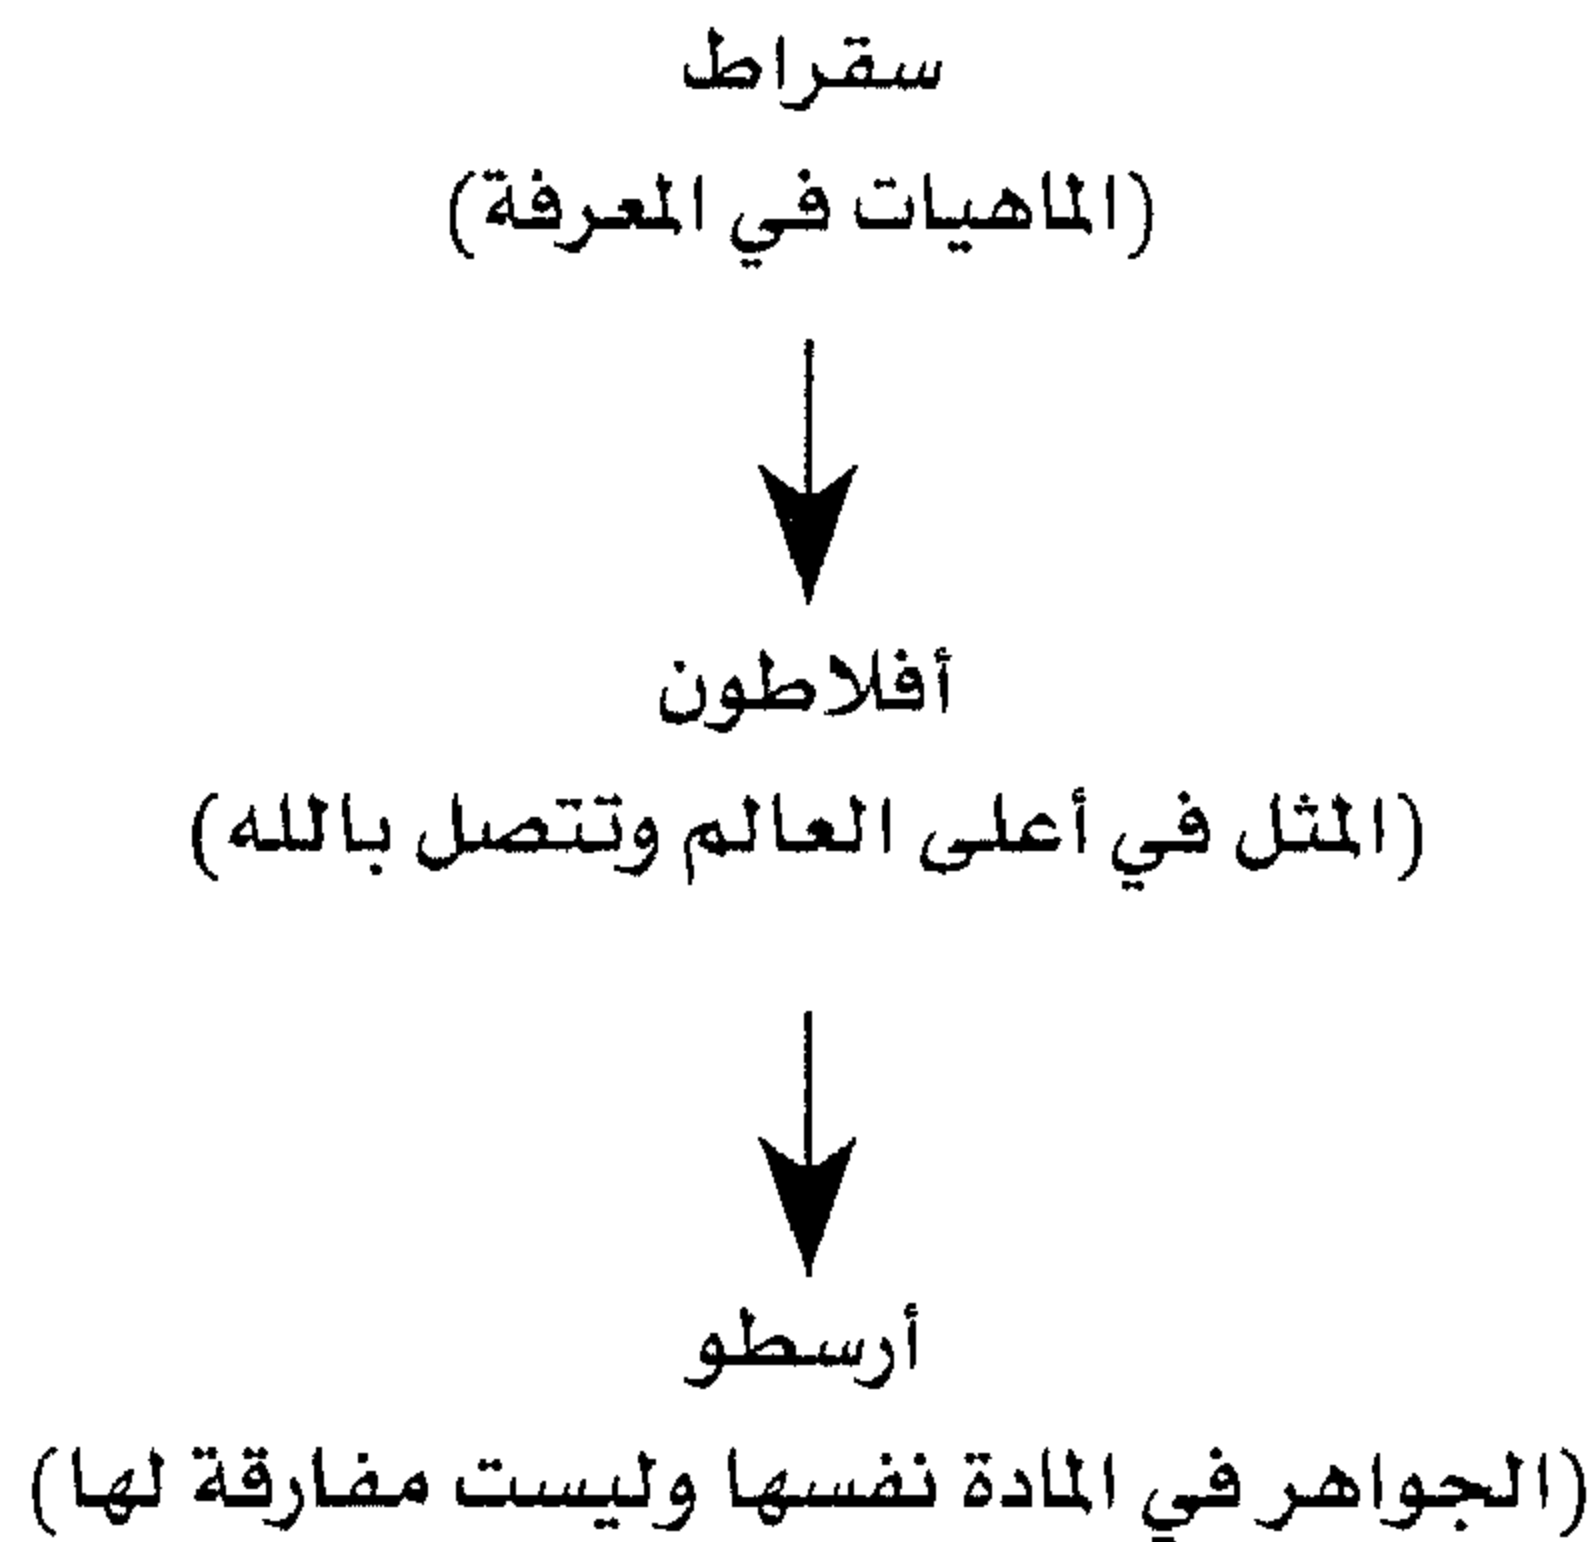 سقراط
(الماهيات في المعرفة)
أفلاطون
(المثل في أعلى العالم وتتصل بالله)
أرسطو
(الجواهر في المادة نفسها وليست مفارقة لها)